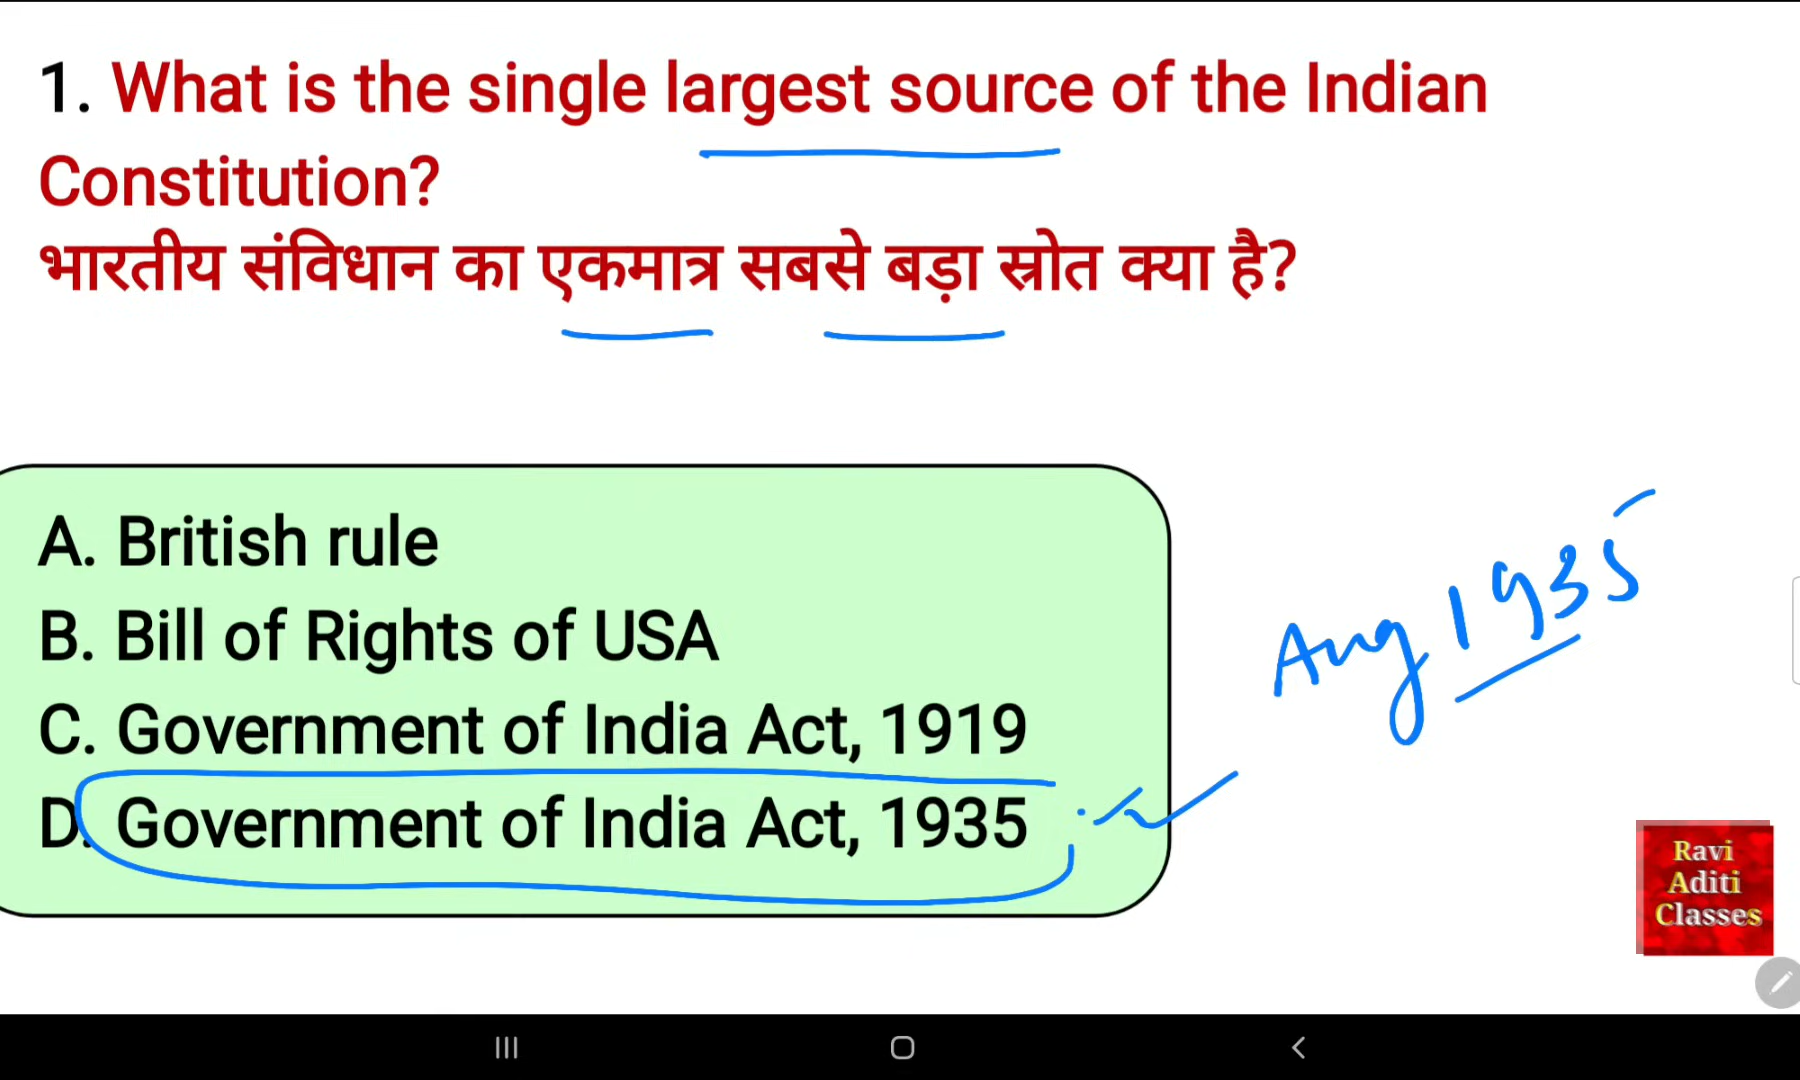 1. What is the single largest source of the Indian
Constitution?
भारतीय संविधान का एकमात्र सबसे बड़ा स्रोत क्या है?
A. British rule
B. Bill of Rights of USA
C. Government of India Act, 1919
D. Government of India Act, 1935
Aug 1935
Ravi
Aditi
Classes